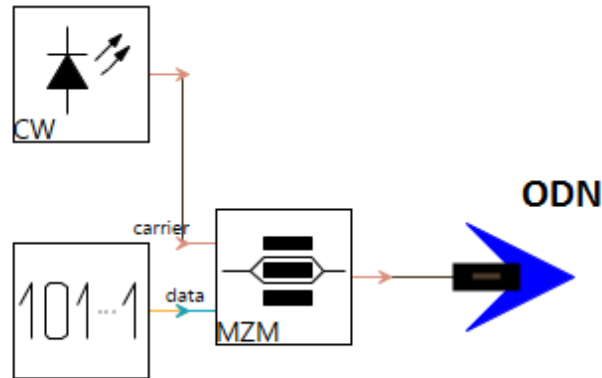 CW
ODN
carrier
data
101...1
MZM